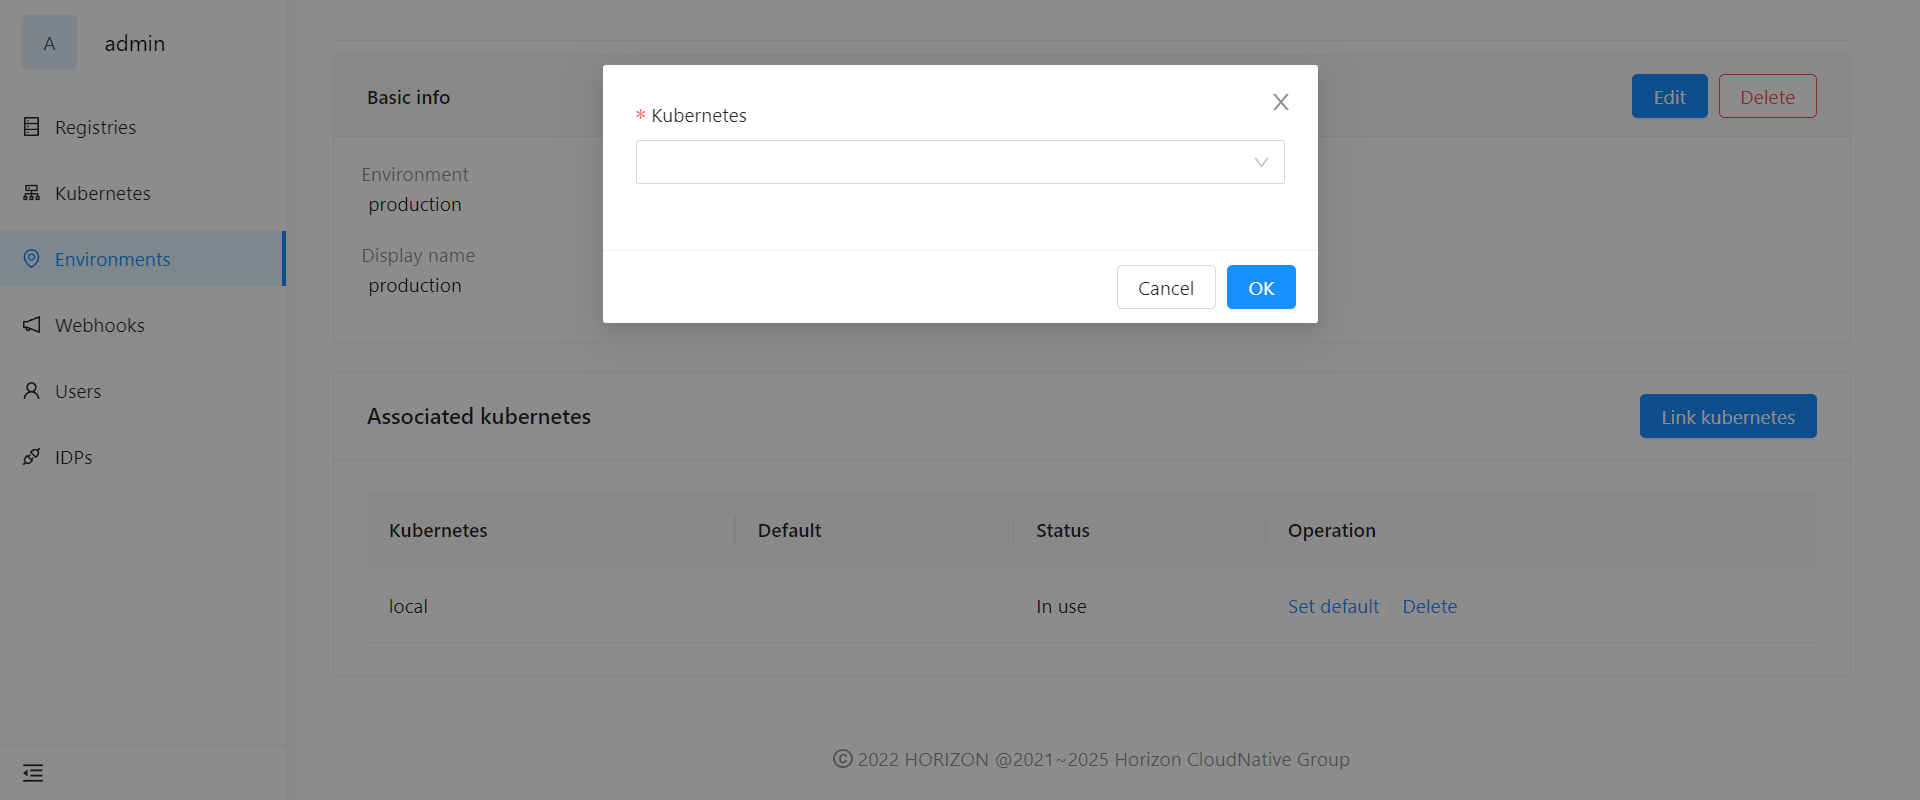 A admin
Registries
Kubernetes
Environments
Webhooks
Users
IDPs
Basic info
Edit Delete
Environment
production
Display name
production
* Kubernetes
Cancel OK
Associated kubernetes
Link kubernetes
Kubernetes Default Status Operation
local In use Set default Delete
© 2022 HORIZON @2021~2025 Horizon CloudNative Group